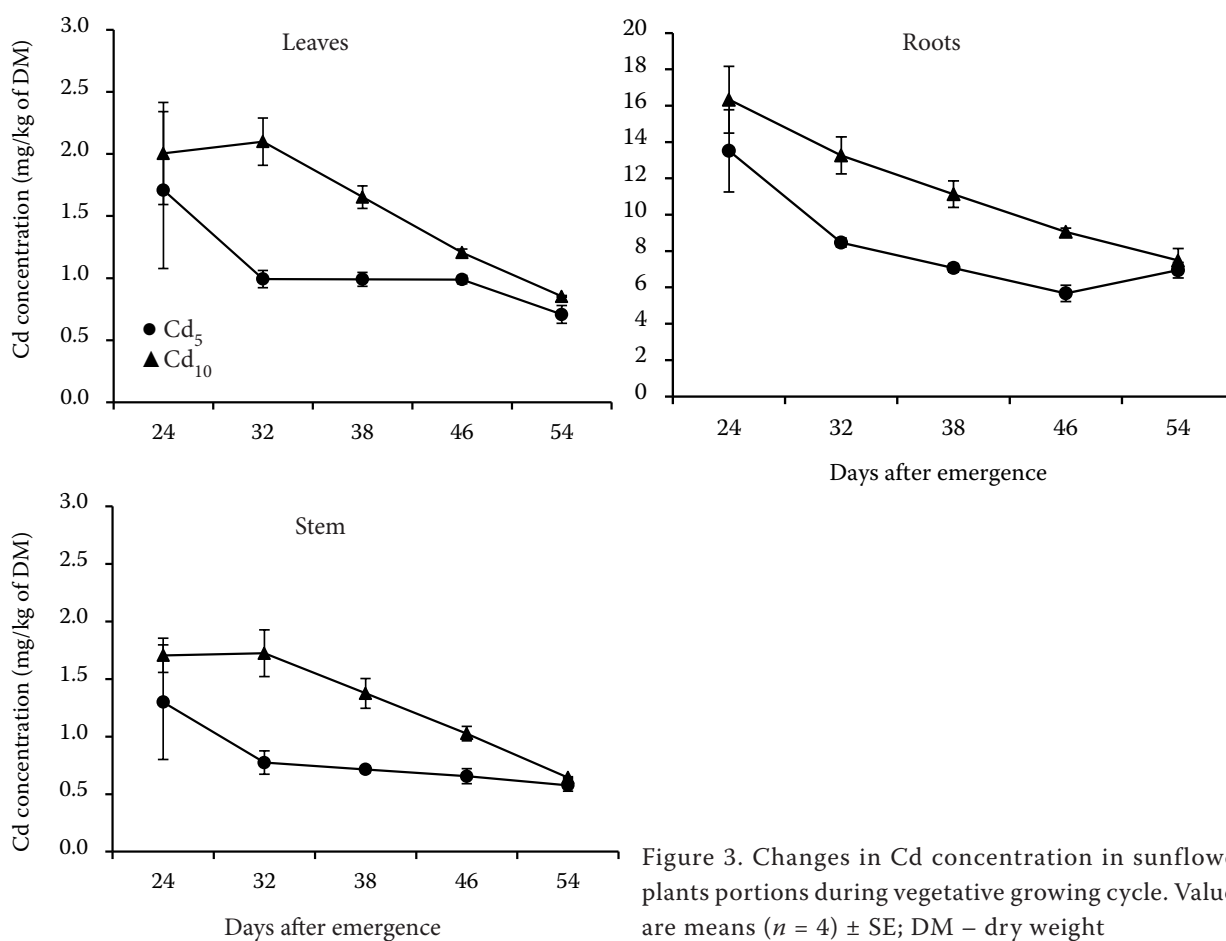 Leaves
Cd concentration (mg/kg of DM)
3.0
2.5
2.0
1.5
1.0
0.5
0.0
Cd5
Cd10
24 32 38 46 54
Roots
20
18
16
14
12
10
8
6
4
2
0
24 32 38 46 54
Days after emergence
Stem
Cd concentration (mg/kg of DM)
3.0
2.5
2.0
1.5
1.0
0.5
0.0
24 32 38 46 54
Days after emergence
Figure 3. Changes in Cd concentration in sunflowe
plants portions during vegetative growing cycle. Value
are means (n = 4) ± SE; DM – dry weight